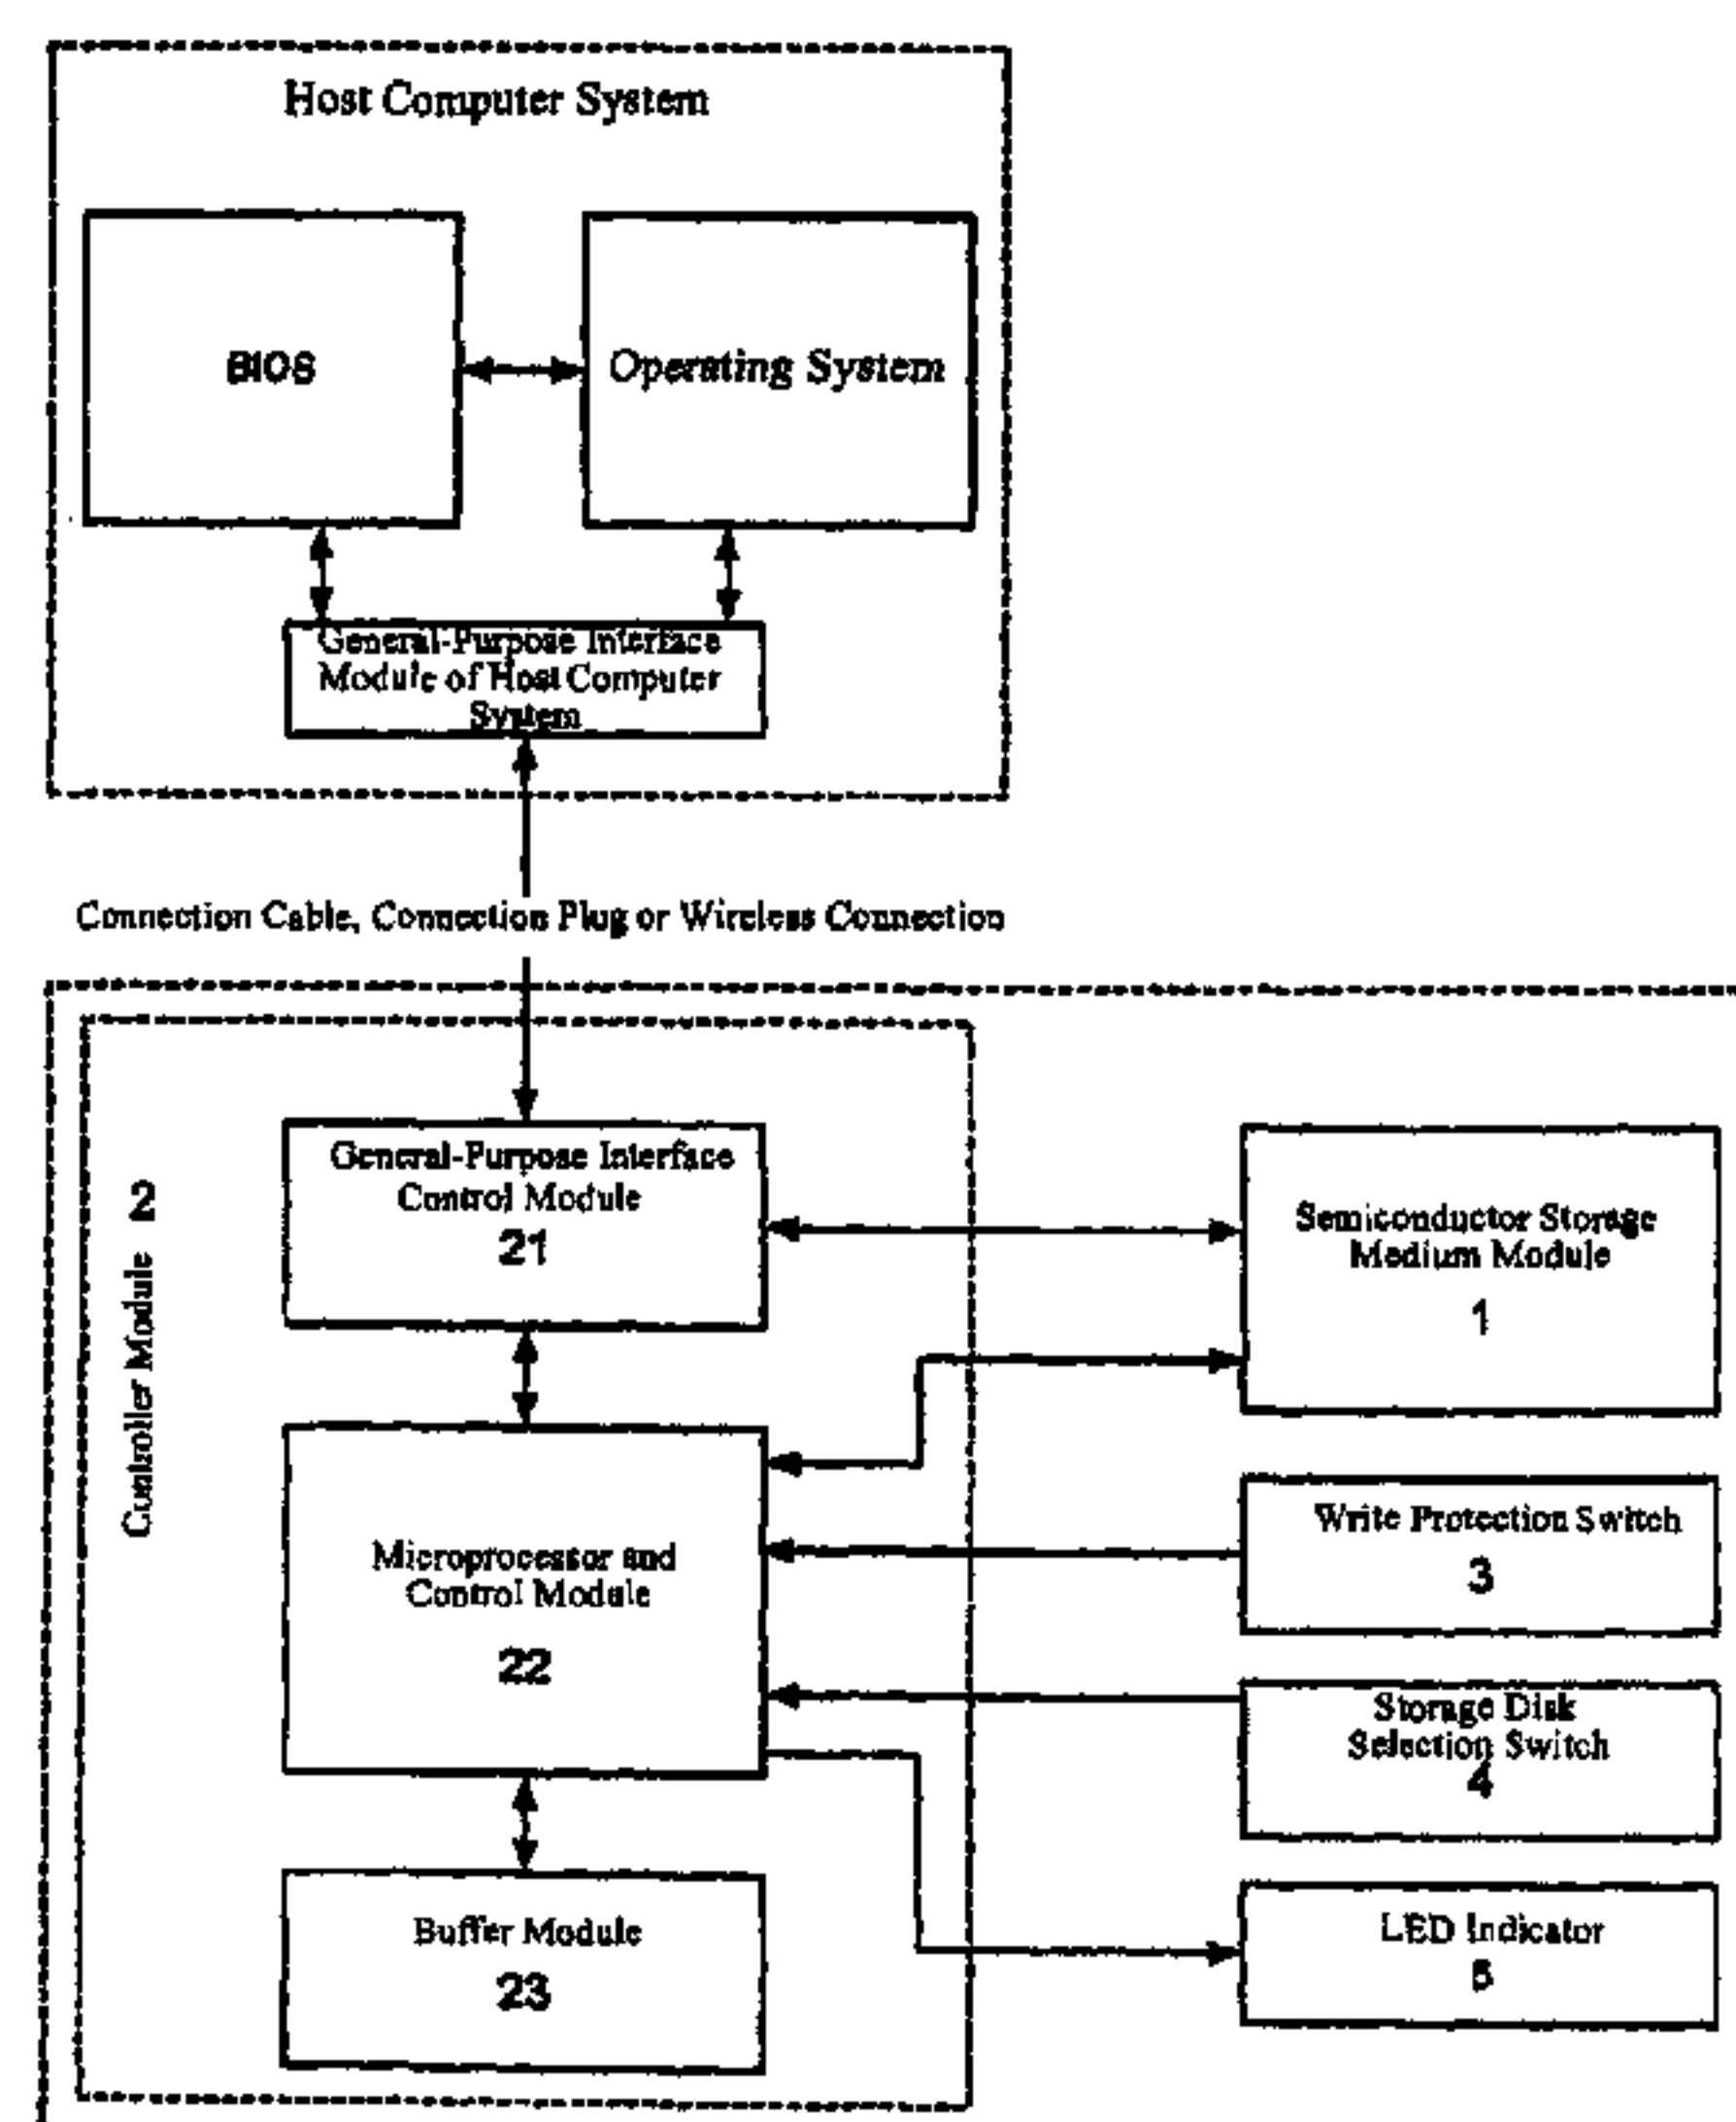 Host Computer System
BIOS
Operating System
General-Purpose Interface
Module of Host Computer
System
Connection Cable, Connection Plug or Wireless Connection
Controller Module 2
General-Purpose Interface
Control Module
21
Semiconductor Storage
Medium Module
1
Microprocessor and
Control Module
22
Write Protection Switch
3
Storage Disk
Selection Switch
4
Buffer Module
23
LED Indicator
5